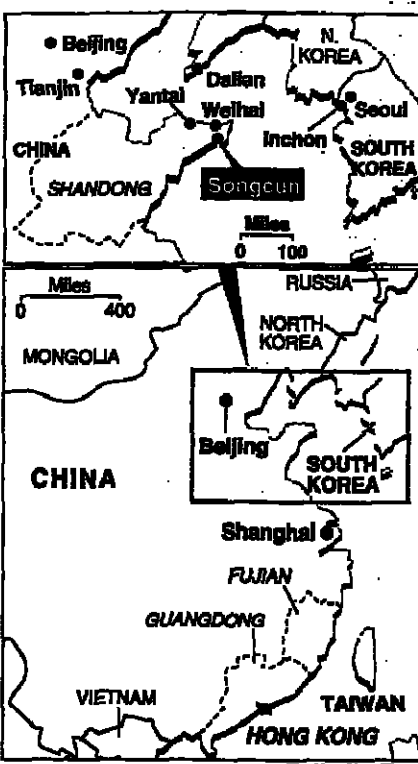 Beijing
N.
KOREA
Tianjin
Dalian
Yantai
Weihai
Seoul
Inchon
CHINA
SOUTH
KOREA
SHANDONG
Songcun
Miles
0 100
Miles
0 400
RUSSIA
NORTH
KOREA
MONGOLIA
Beijing
SOUTH
KOREA
CHINA
Shanghai
FUJIAN
GUANGDONG
VIETNAM
TAIWAN
HONG KONG